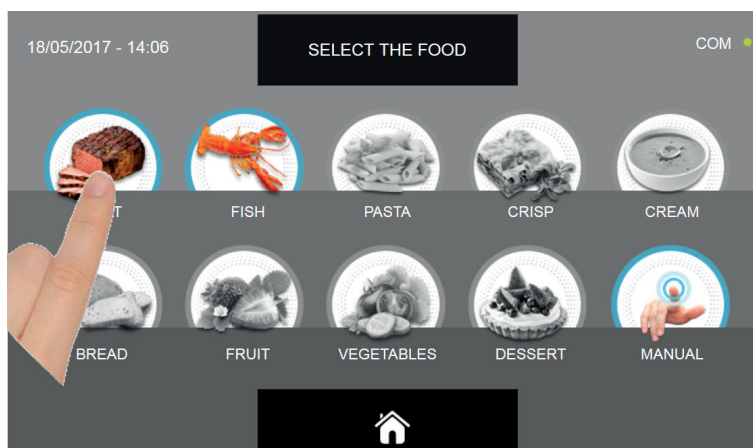 18/05/2017 - 14:06
SELECT THE FOOD
COM
FISH
PASTA
CRISP
CREAM
BREAD
FRUIT
VEGETABLES
DESSERT
MANUAL